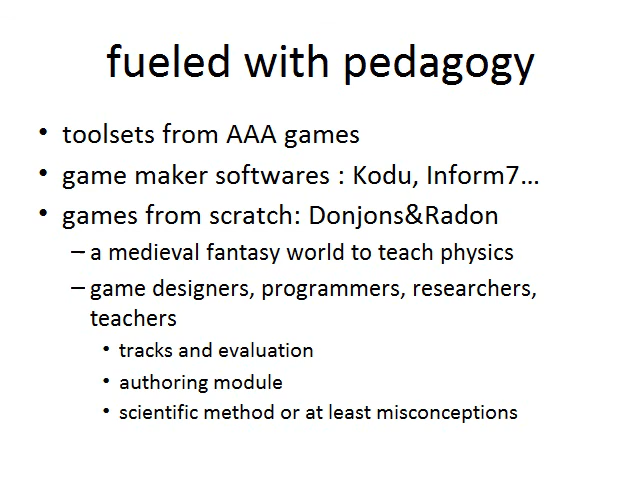 fueled with pedagogy
• toolsets from AAA games
• game maker softwares : Kodu, Inform7…
• games from scratch: Donjons&Radon
– a medieval fantasy world to teach physics
– game designers, programmers, researchers,
teachers
• tracks and evaluation
• authoring module
• scientific method or at least misconceptions